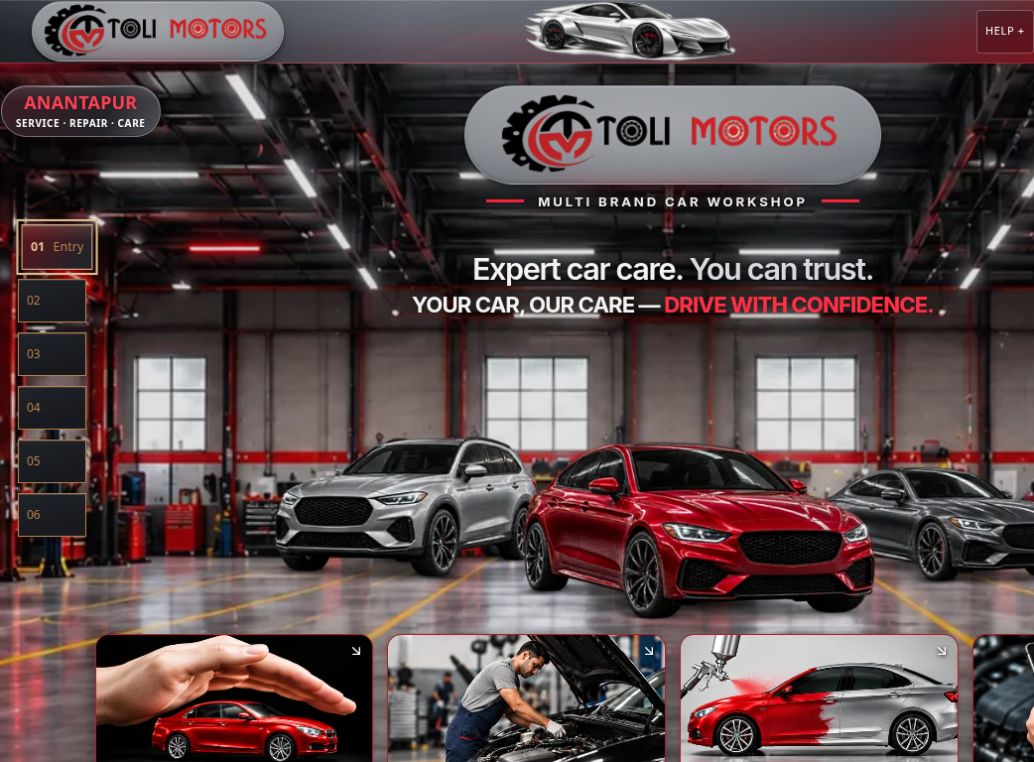 TOLI MOTORS
HELP +
ANANTAPUR
SERVICE · REPAIR · CARE
TOLI MOTORS
MULTI BRAND CAR WORKSHOP
Expert car care. You can trust.
YOUR CAR, OUR CARE — DRIVE WITH CONFIDENCE.
01 Entry
02
03
04
05
06